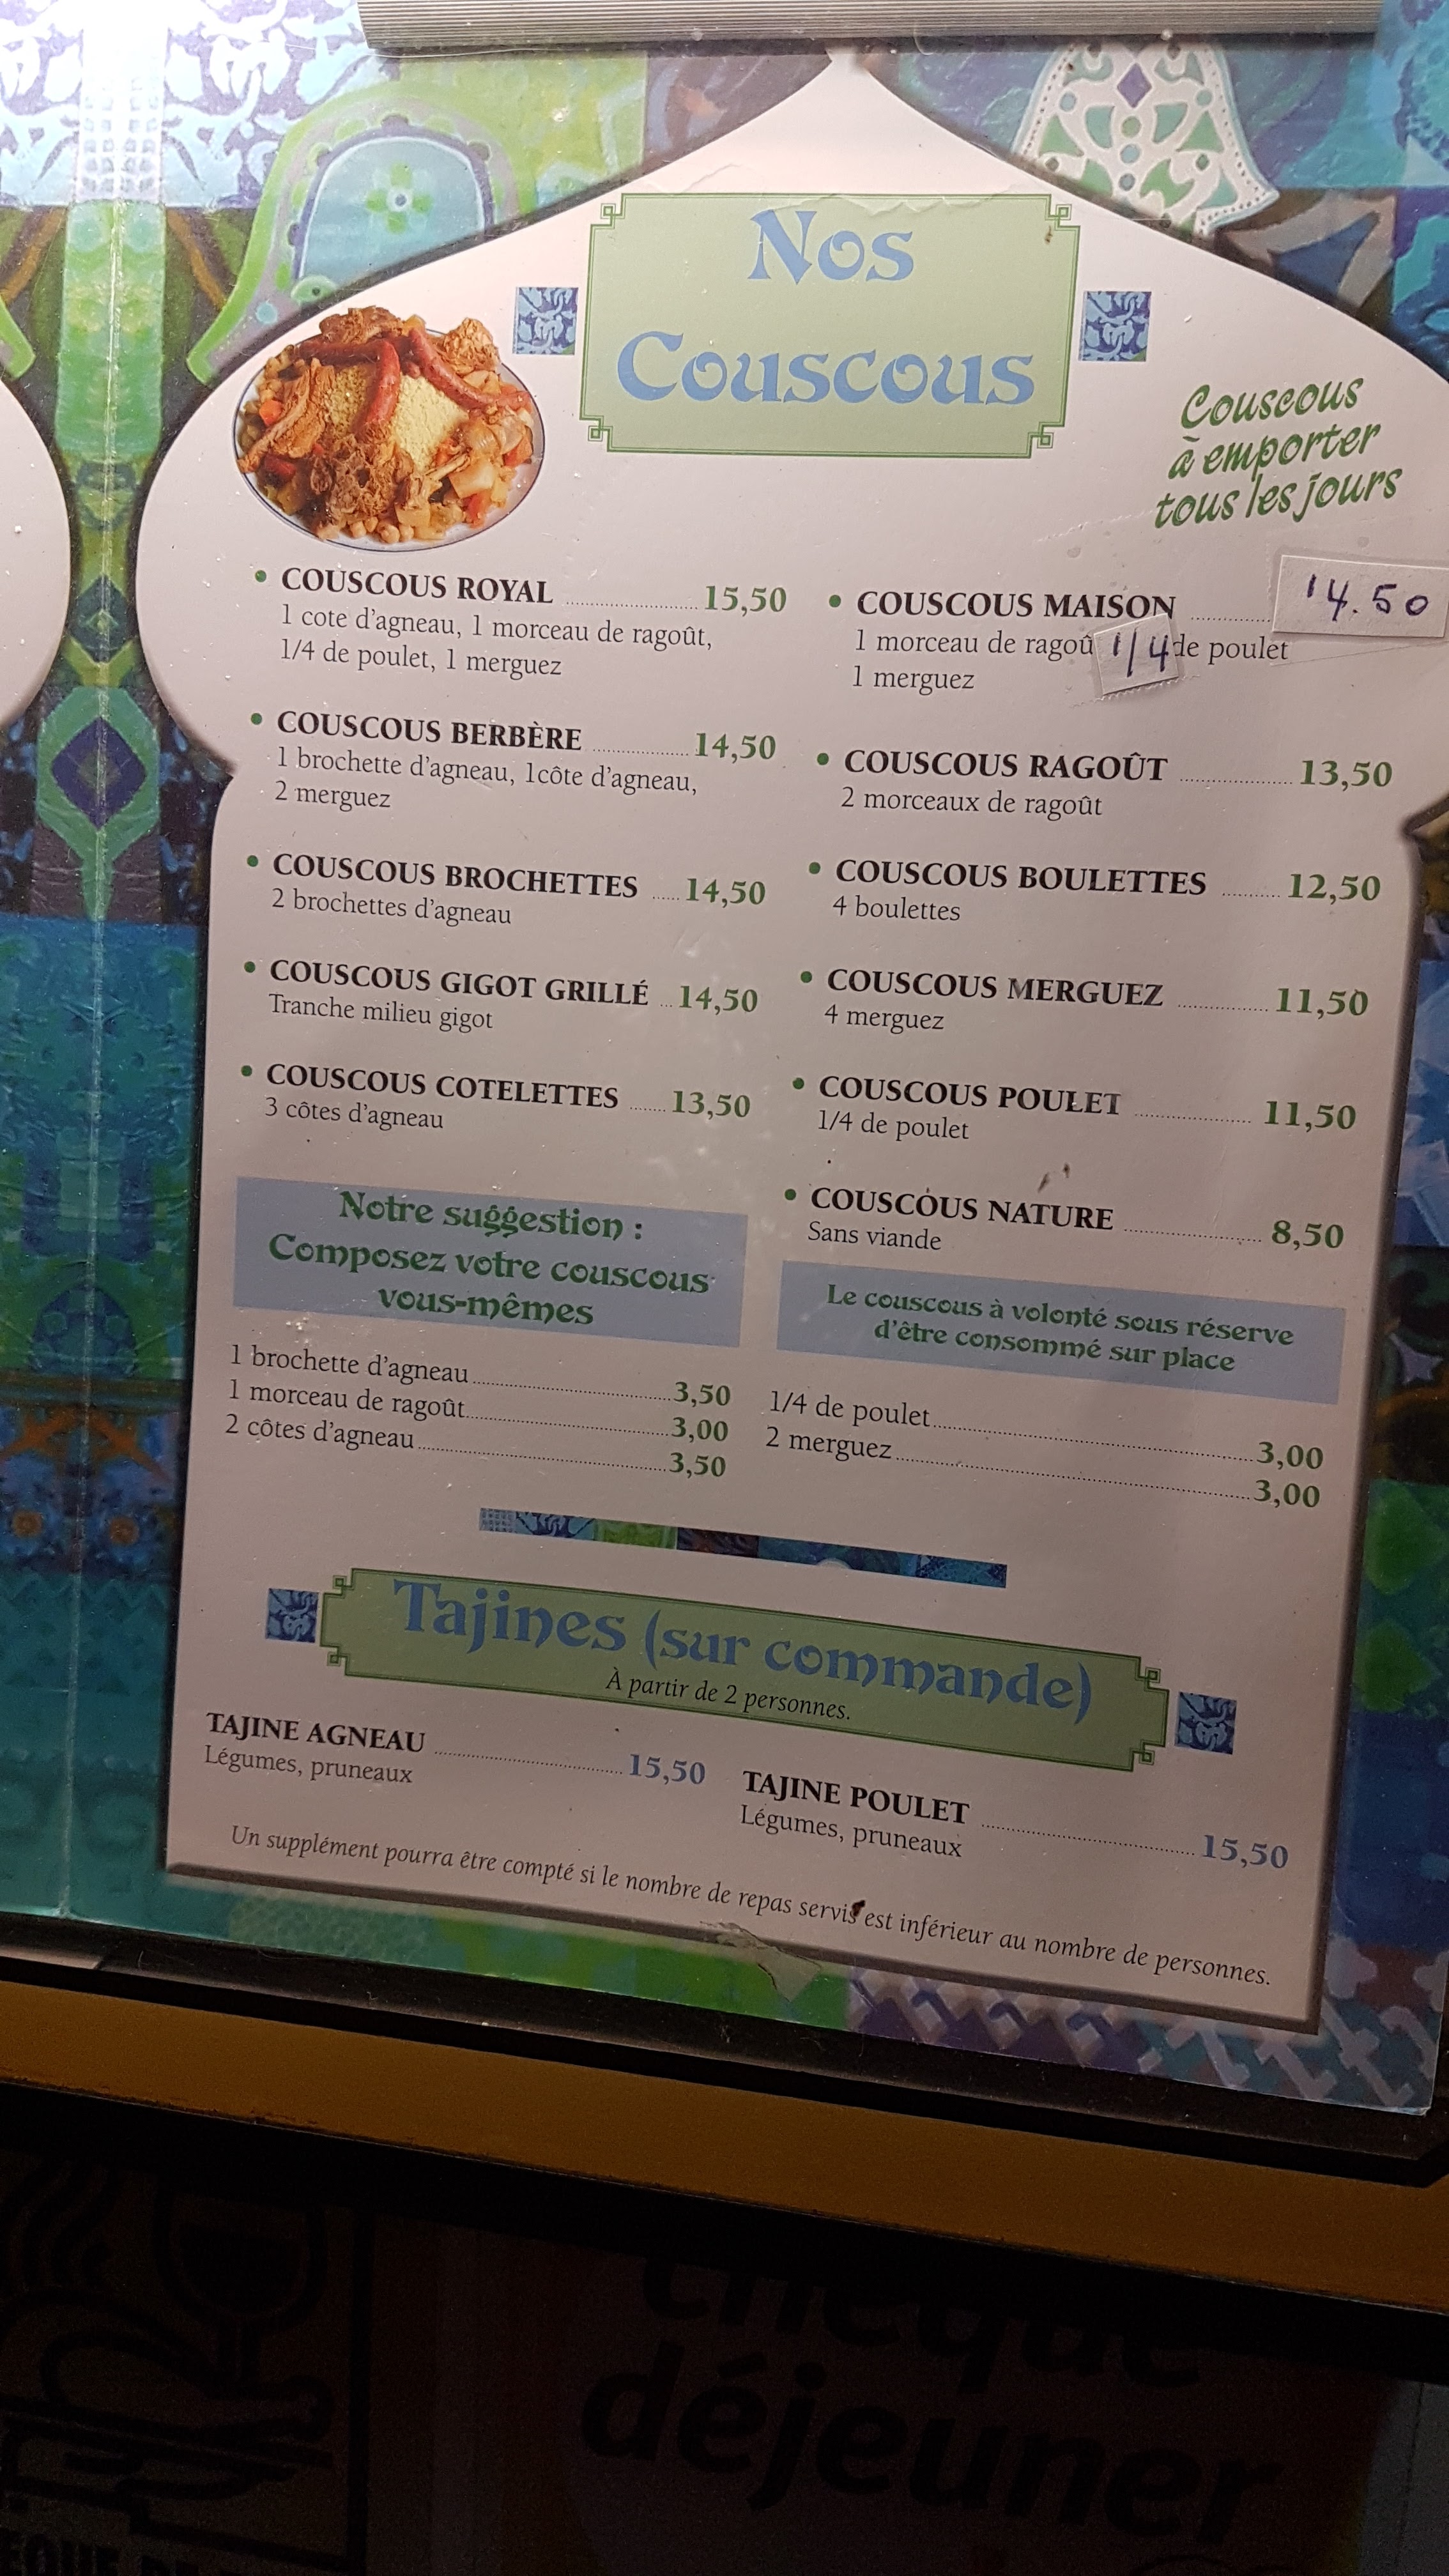 Nos
Couscous
Couscous
à emporter
tous les jours
• COUSCOUS ROYAL 15,50
1 cote d'agneau, 1 morceau de ragoût,
1/4 de poulet, 1 merguez
• COUSCOUS BERBÈRE 14,50
1 brochette d'agneau, 1côte d'agneau,
2 merguez
• COUSCOUS BROCHETTES 14,50
2 brochettes d'agneau
• COUSCOUS GIGOT GRILLÉ 14,50
Tranche milieu gigot
• COUSCOUS COTELETTES 13,50
3 côtes d'agneau
• COUSCOUS MAISON 14.50
1 morceau de ragoû 1/4 de poulet
1 merguez
• COUSCOUS RAGOÛT 13,50
2 morceaux de ragoût
• COUSCOUS BOULETTES 12,50
4 boulettes
• COUSCOUS MERGUEZ 11,50
4 merguez
• COUSCOUS POULET 11,50
1/4 de poulet
• COUSCOUS NATURE 8,50
Sans viande
Notre suggestion :
Composez votre couscous
vous-mêmes
Le couscous à volonté sous réserve
d'être consommé sur place
1 brochette d'agneau 3,50
1 morceau de ragoût 3,00
2 côtes d'agneau 3,50
1/4 de poulet 3,00
2 merguez 3,00
Tajines (sur commande)
À partir de 2 personnes.
TAJINE AGNEAU 15,50
Légumes, pruneaux
TAJINE POULET 15,50
Légumes, pruneaux
Un supplément pourra être compté si le nombre de repas servis est inférieur au nombre de personnes.
chèque
déjeuner